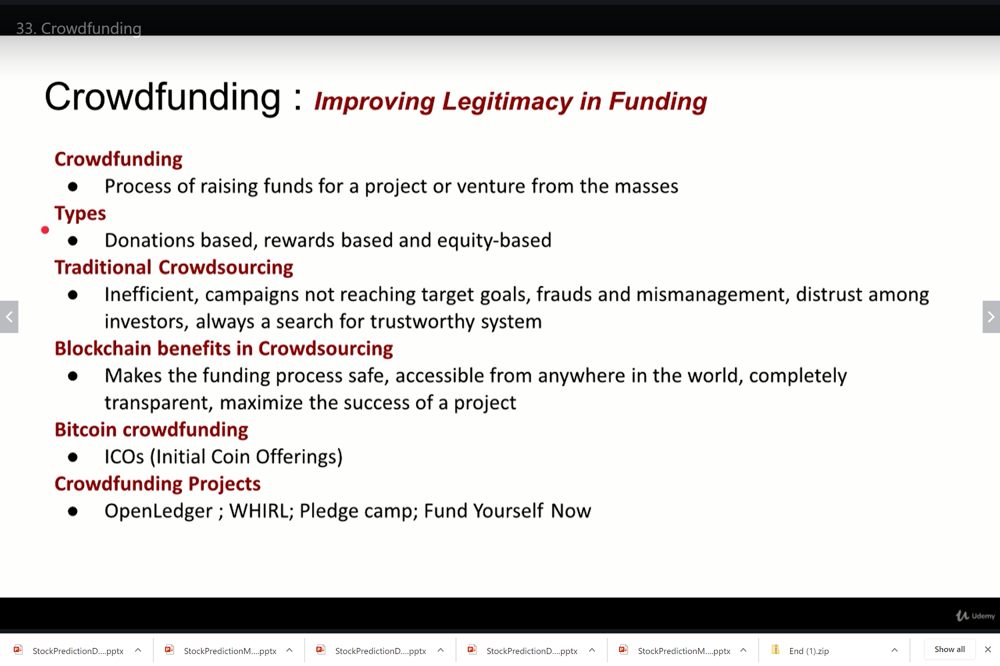 33. Crowdfunding
Crowdfunding : Improving Legitimacy in Funding
Crowdfunding
● Process of raising funds for a project or venture from the masses
Types
● Donations based, rewards based and equity-based
Traditional Crowdsourcing
● Inefficient, campaigns not reaching target goals, frauds and mismanagement, distrust among
investors, always a search for trustworthy system
Blockchain benefits in Crowdsourcing
● Makes the funding process safe, accessible from anywhere in the world, completely
transparent, maximize the success of a project
Bitcoin crowdfunding
● ICOs (Initial Coin Offerings)
Crowdfunding Projects
● OpenLedger ; WHIRL; Pledge camp; Fund Yourself Now
Udemy
StockPredictionD....pptx StockPredictionM....pptx StockPredictionD....pptx StockPredictionD....pptx StockPredictionM....pptx End (1).zip Show all